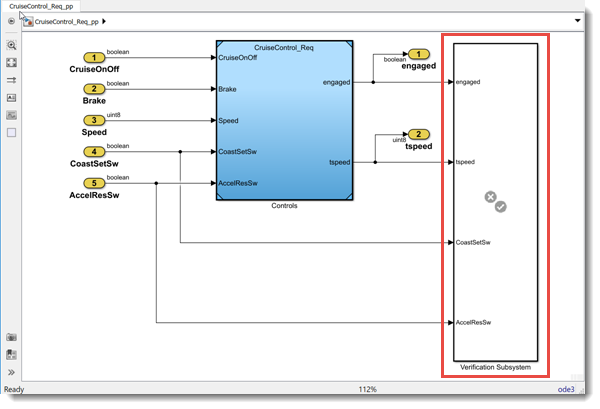 CruiseControl_Req_pp
CruiseControl_Req_pp
boolean
1
CruiseOnOff
boolean
2
Brake
uint8
3
Speed
boolean
4
CoastSetSw
boolean
5
AccelResSw
CruiseControl_Req
CruiseOnOff
Brake
Speed
CoastSetSw
AccelResSw
engaged
tspeed
Controls
boolean
1
engaged
uint8
2
tspeed
engaged
tspeed
CoastSetSw
AccelResSw
Verification Subsystem
Ready
112%
ode3